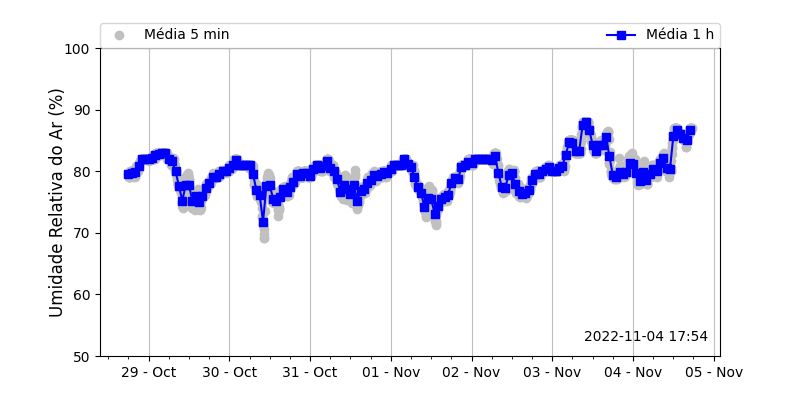 Média 5 min
Média 1 h
Umidade Relativa do Ar (%)
100
90
80
70
60
50
2022-11-04 17:54
29 - Oct
30 - Oct
31 - Oct
01 - Nov
02 - Nov
03 - Nov
04 - Nov
05 - Nov